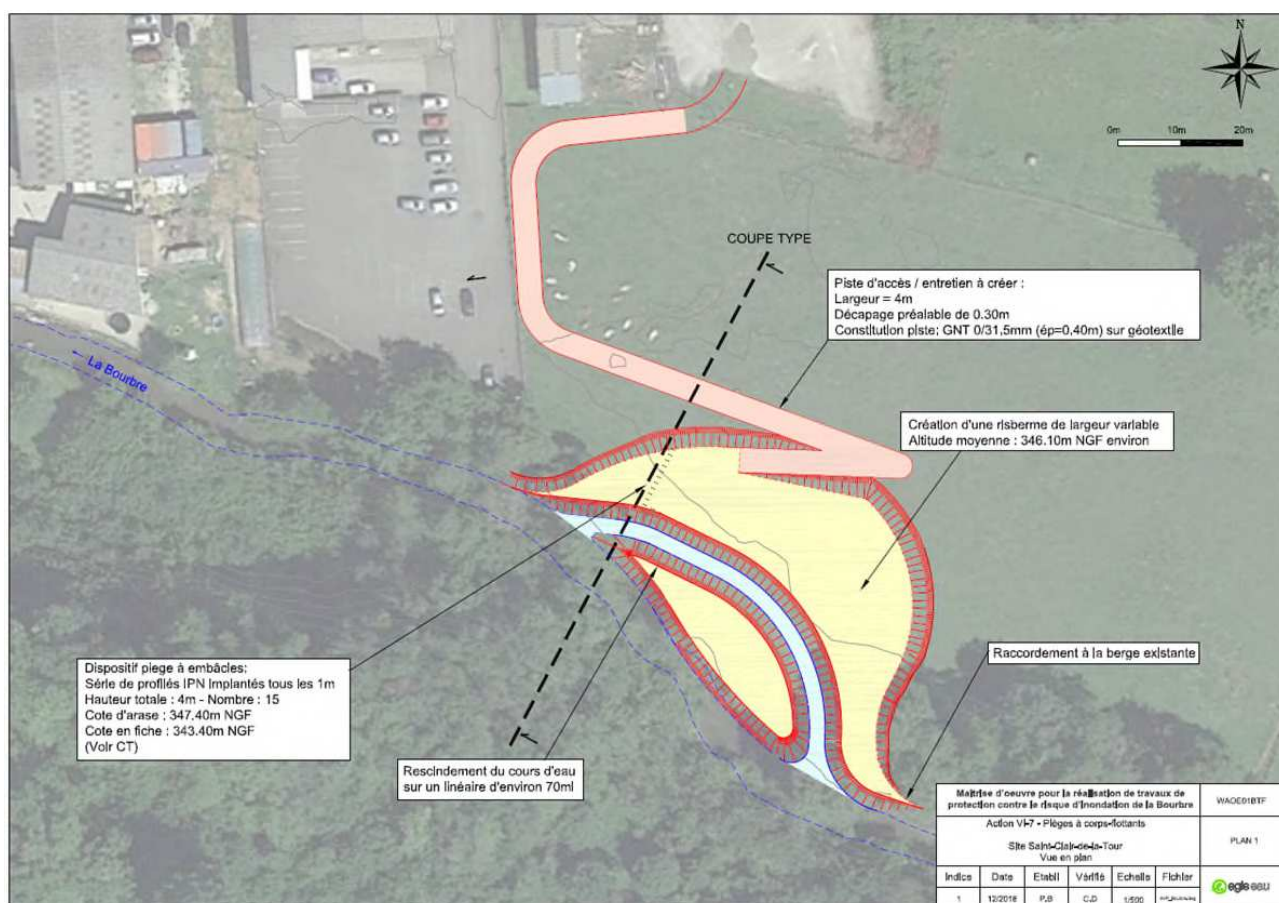 N
0m 10m 20m
COUPE TYPE
Piste d'accès / entretien à créer :
Largeur = 4m
Décapage préalable de 0.30m
Constitution piste: GNT 0/31,5mm (ép=0,40m) sur géotextile
La Bourbre
Création d'une risberme de largeur variable
Altitude moyenne : 346.10m NGF environ
Raccordement à la berge existante
Dispositif piege à embâcles:
Série de profilés IPN implantés tous les 1m
Hauteur totale : 4m - Nombre : 15
Cote d'arase : 347.40m NGF
Cote en fiche : 343.40m NGF
(Voir CT)
Rescindement du cours d'eau
sur un linéaire d'environ 70ml
Maîtrise d'oeuvre pour la réalisation de travaux de
protection contre le risque d'inondation de la Bourbre
WAOE01BTF
Action VI-7 - Pièges à corps-flottants
Site Saint-Clair-de-la-Tour
Vue en plan
PLAN 1
Indice Date Etabli Vérifié Echelle Fichier
1 12/2018 P.B C.D 1/500
egis eau